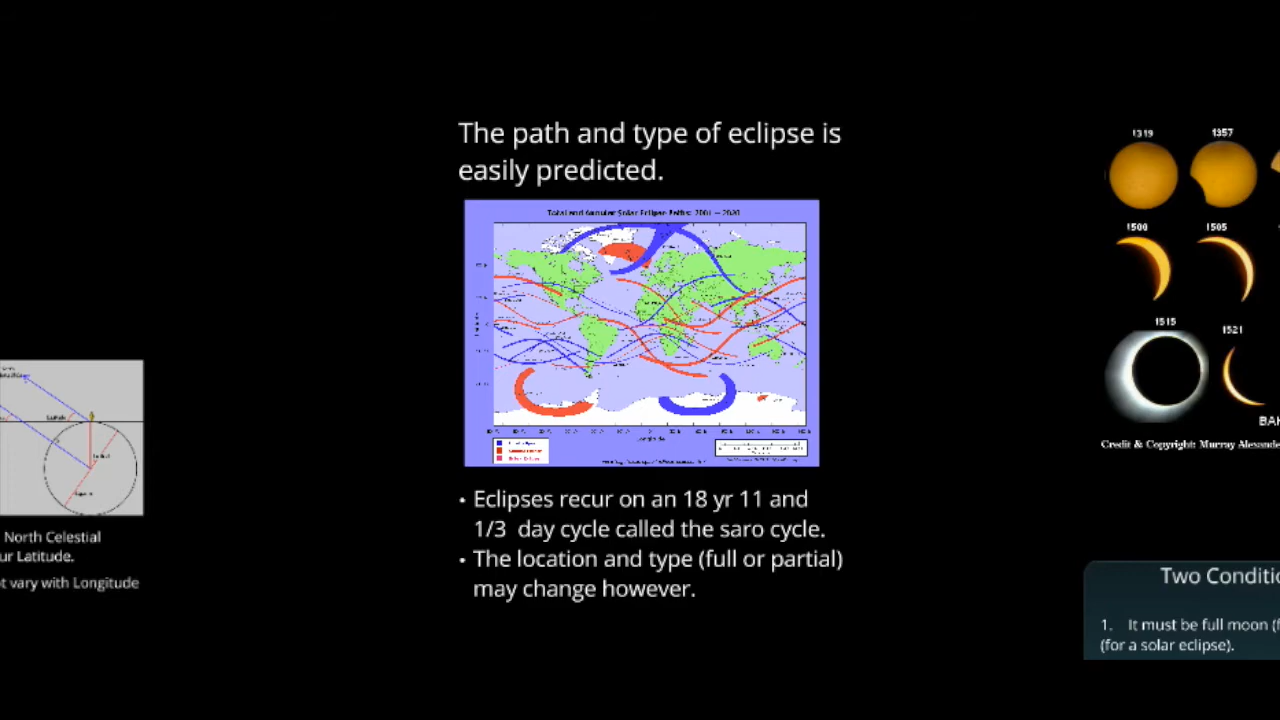 The path and type of eclipse is
easily predicted.
Total and Annular Solar Eclipse Paths: 2001 — 2020
Longitude
• Eclipses recur on an 18 yr 11 and
1/3 day cycle called the saro cycle.
• The location and type (full or partial)
may change however.
North Celestial
ur Latitude.
t vary with Longitude
1319
1357
1500
1505
1515
1521
BAH
Credit & Copyright: Murray Alexande
Two Conditio
1. It must be full moon (f
(for a solar eclipse).